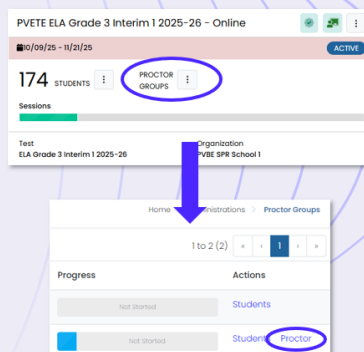 PVETE ELA Grade 3 Interim 1 2025-26 - Online
10/09/25 - 11/21/25
ACTIVE
174 STUDENTS
PROCTOR
GROUPS
Sessions
Test
Organization
ELA Grade 3 Interim 1 2025-26
PVBE SPR School 1
Home
Proctor Groups
1 to 2 (2) « ‹ 1 › »
Progress
Actions
Not Started
Students
Not Started
Proctor